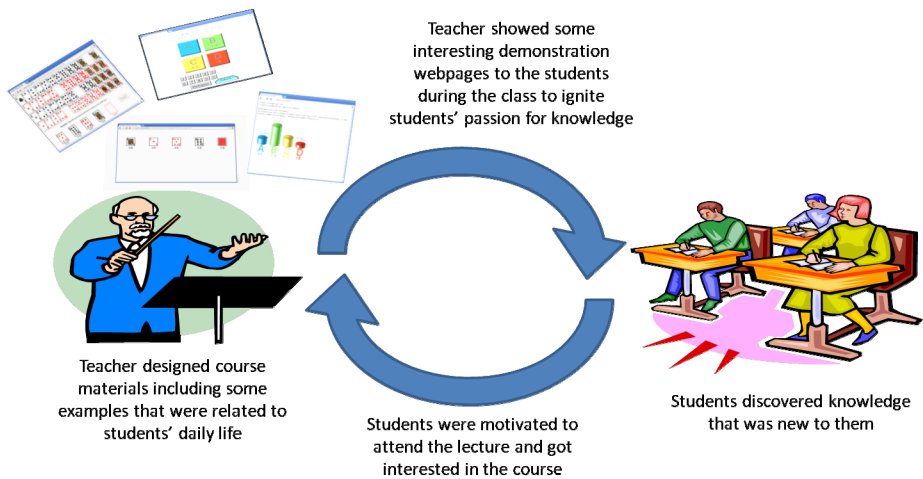 Teacher showed some
interesting demonstration
webpages to the students
during the class to ignite
students’ passion for knowledge
Teacher designed course
materials including some
examples that were related to
students’ daily life
Students were motivated to
attend the lecture and got
interested in the course
Students discovered knowledge
that was new to them